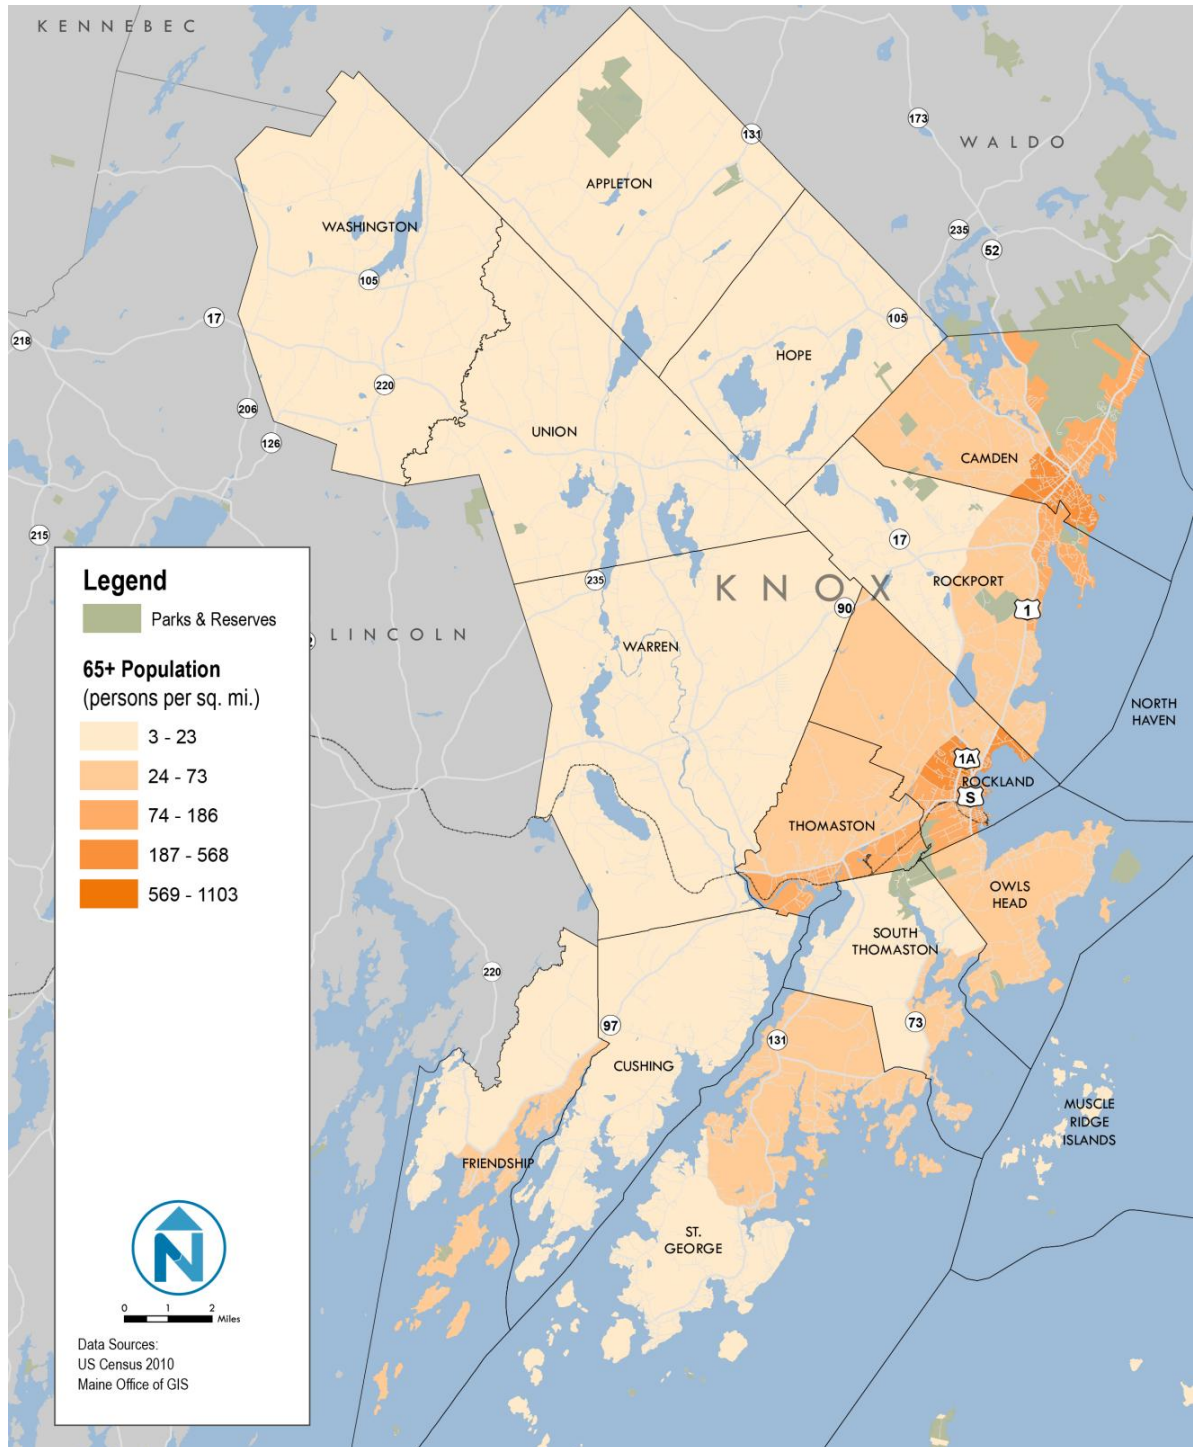 KENNEBEC
WALDO
173
131
APPLETON
WASHINGTON
235
52
105
105
17
218
HOPE
220
206
UNION
126
CAMDEN
215
17
Legend
Parks & Reserves
235
KNOX
ROCKPORT
90
1
LINCOLN
WARREN
65+ Population
(persons per sq. mi.)
NORTH
HAVEN
3 - 23
24 - 73
74 - 186
187 - 568
569 - 1103
1A
ROCKLAND
S
THOMASTON
OWLS
HEAD
SOUTH
THOMASTON
220
97
73
131
CUSHING
MUSCLE
RIDGE
ISLANDS
FRIENDSHIP
ST.
GEORGE
N
0 1 2
Miles
Data Sources:
US Census 2010
Maine Office of GIS